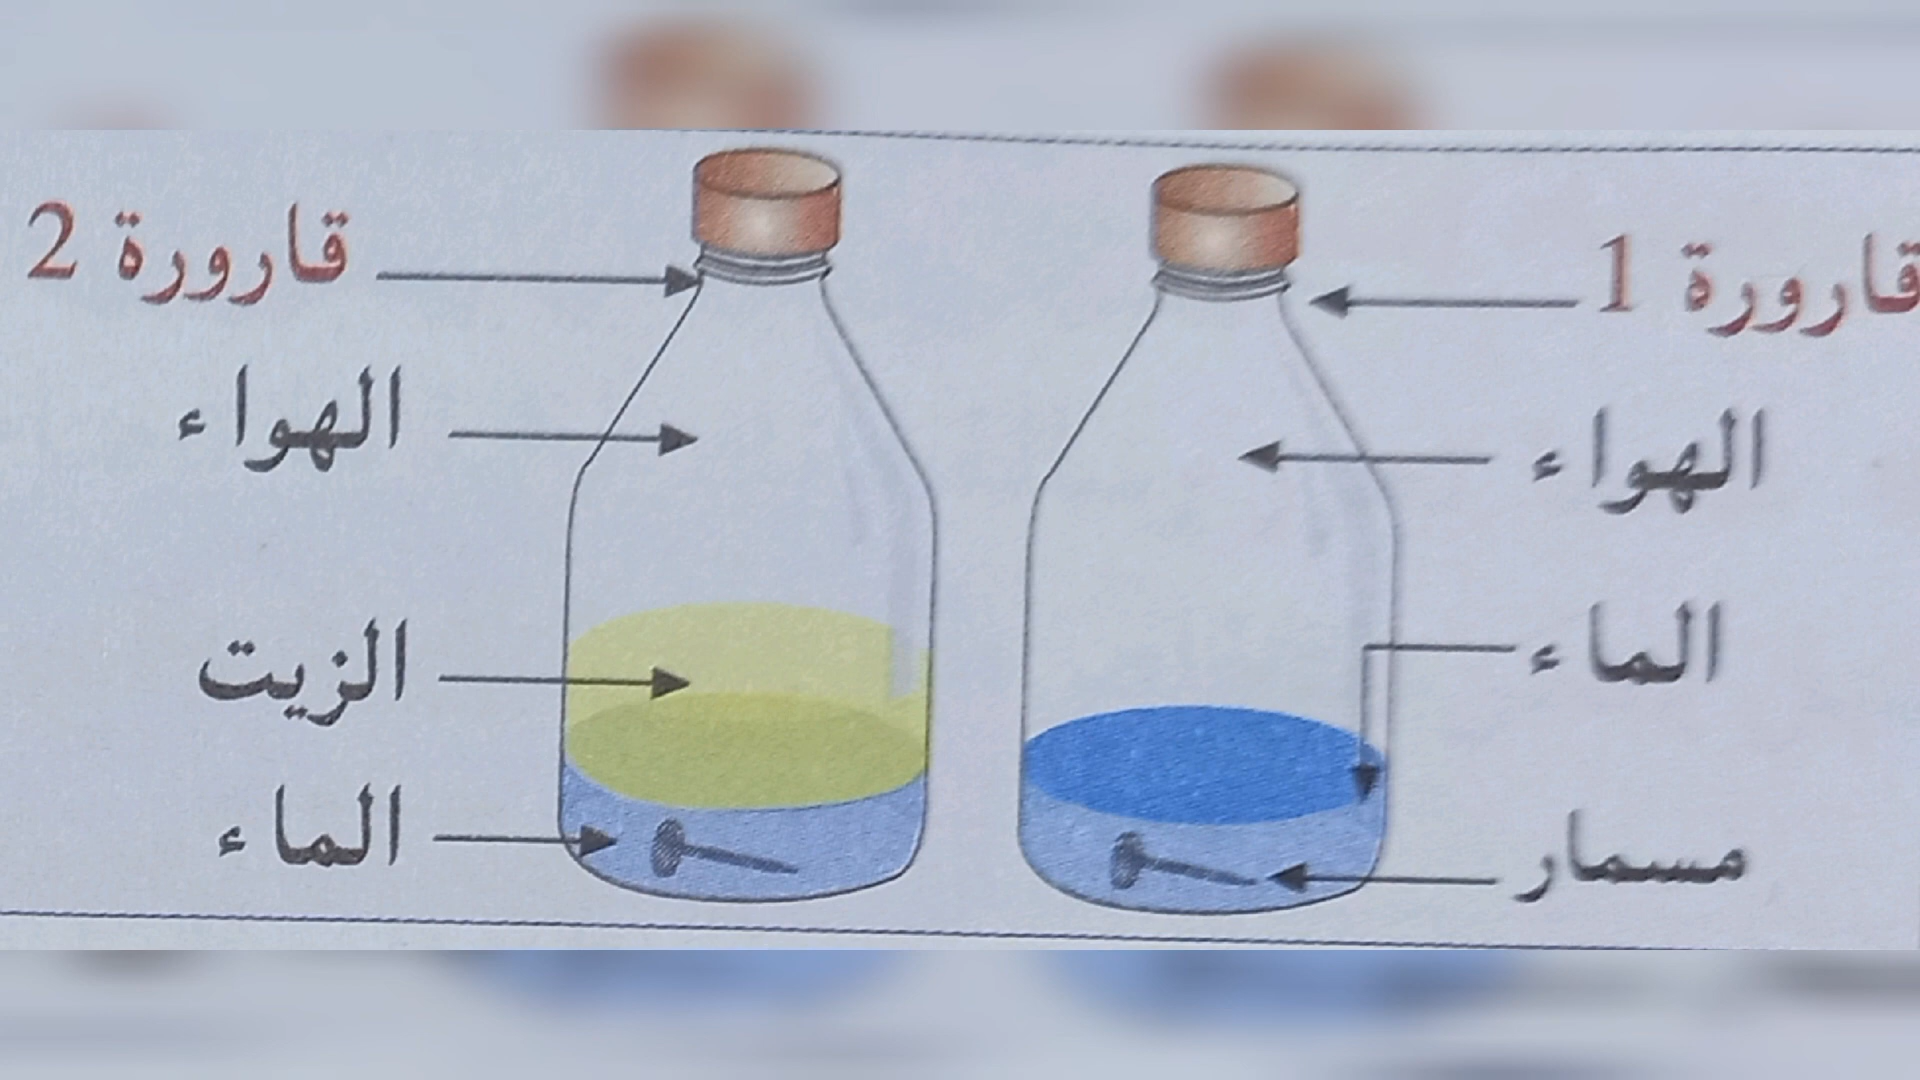 قارورة 1
الهواء
الماء
مسمار
قارورة 2
الهواء
الزيت
الماء